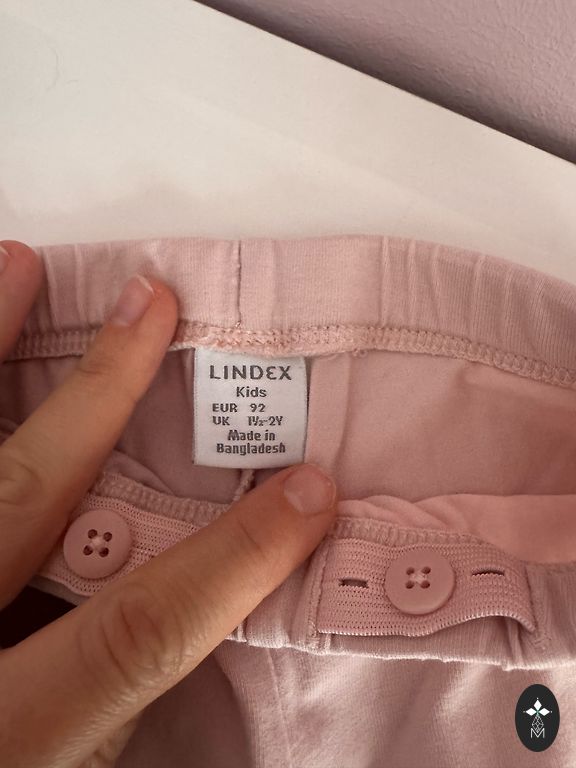 LINDEX
Kids
EUR 92
UK 1½-2Y
Made in
Bangladesh